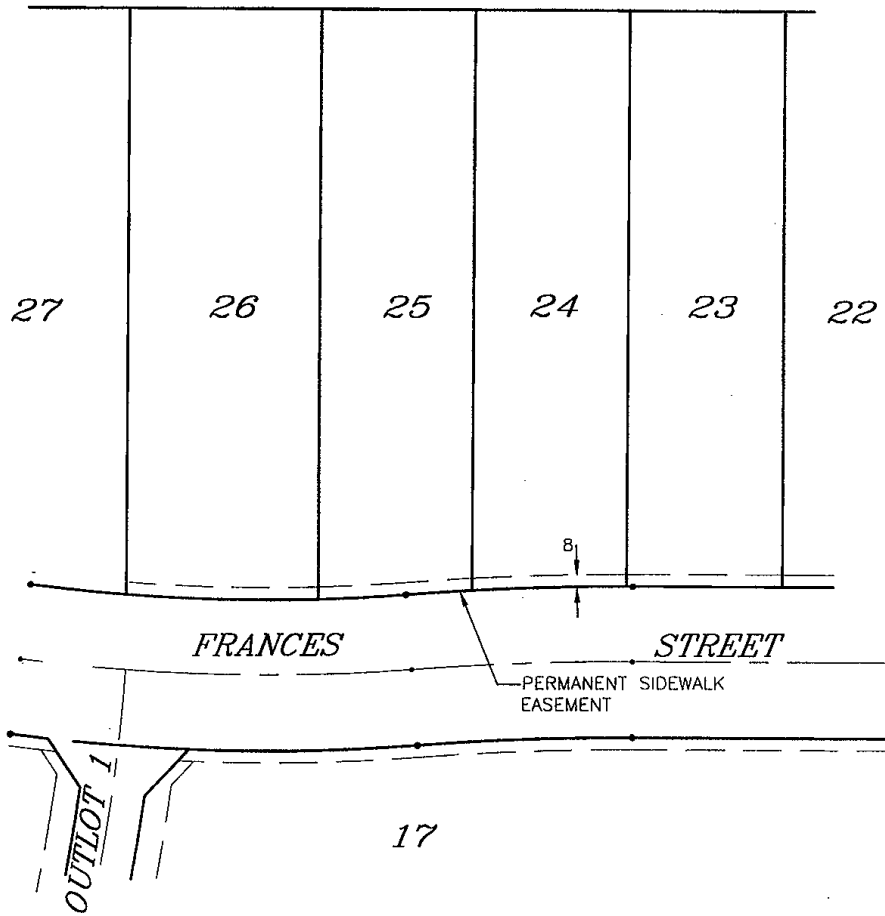 27
26
25
24
23
22
8
FRANCES STREET
PERMANENT SIDEWALK
EASEMENT
OUTLOT 1
17